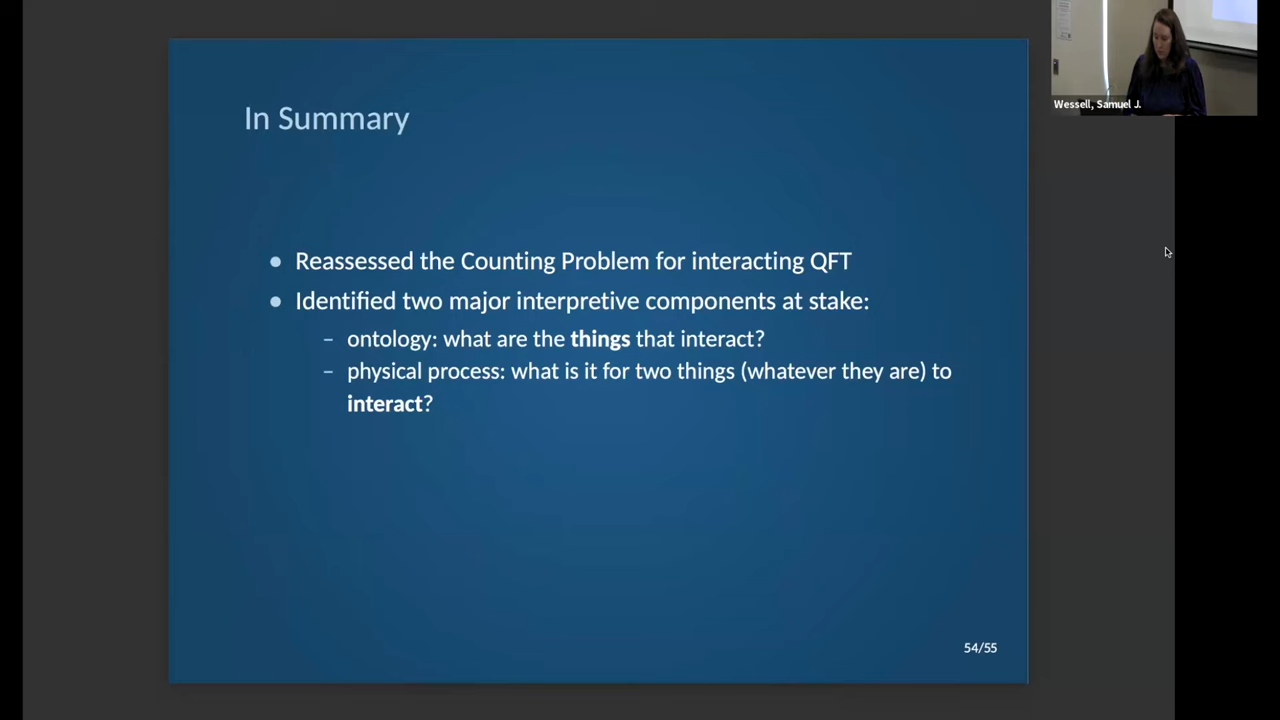 In Summary
Reassessed the Counting Problem for interacting QFT
Identified two major interpretive components at stake:
– ontology: what are the things that interact?
– physical process: what is it for two things (whatever they are) to
interact?
54/55
Wessell, Samuel J.